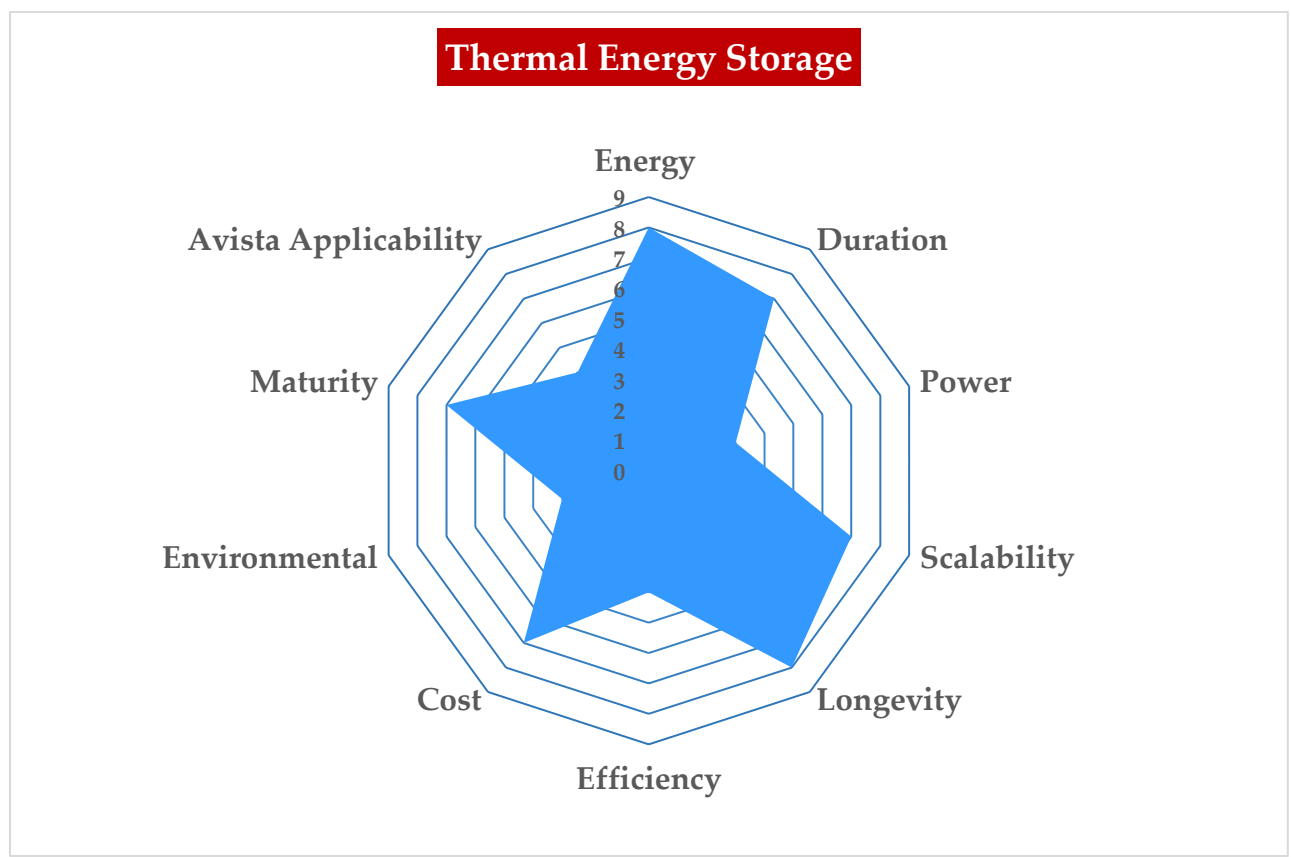 Thermal Energy Storage
Energy
9
8
7
6
5
4
3
2
1
0
Duration
Power
Scalability
Longevity
Efficiency
Cost
Environmental
Maturity
Avista Applicability